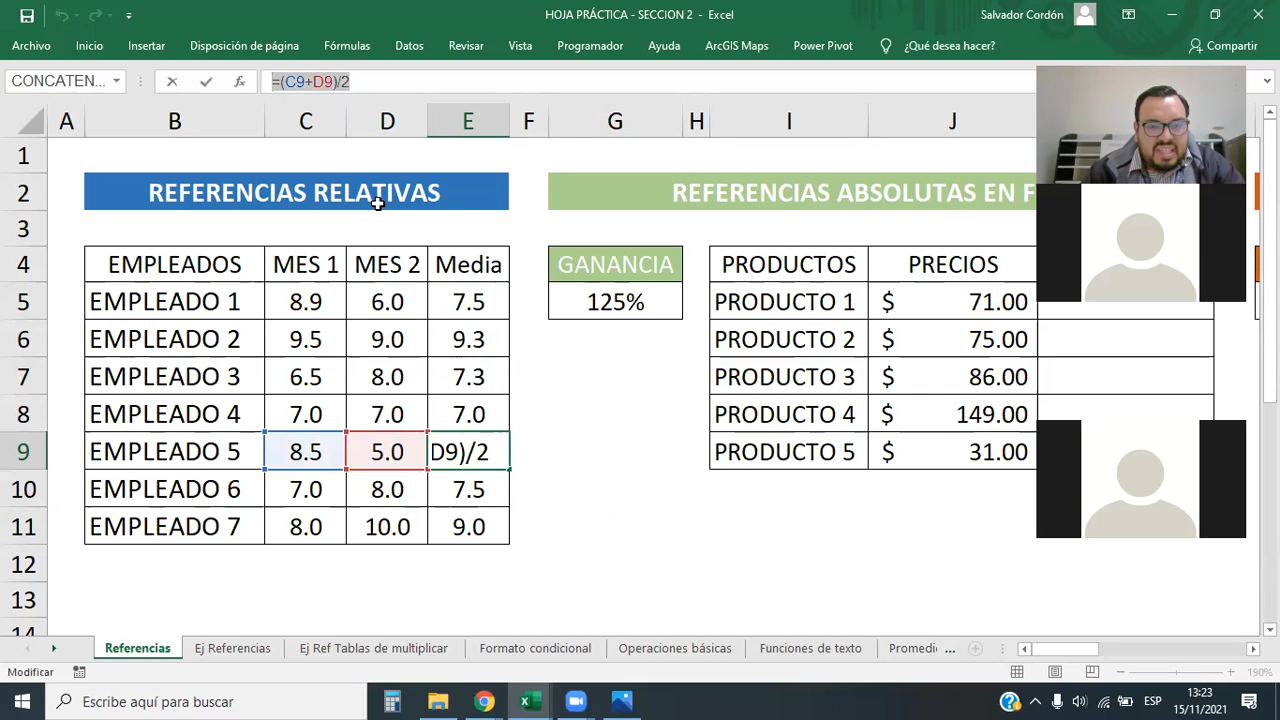 HOJA PRÁCTICA - SECCION 2 - Excel
Salvador Cordón
Archivo Inicio Insertar Disposición de página Fórmulas Datos Revisar Vista Programador Ayuda ArcGIS Maps Power Pivot ¿Qué desea hacer? Compartir
CONCATEN... fx =(C9+D9)/2
A B C D E F G H I J
1
2 REFERENCIAS RELATIVAS REFERENCIAS ABSOLUTAS EN F
3
4 EMPLEADOS MES 1 MES 2 Media GANANCIA PRODUCTOS PRECIOS
5 EMPLEADO 1 8.9 6.0 7.5 125% PRODUCTO 1 $ 71.00
6 EMPLEADO 2 9.5 9.0 9.3 PRODUCTO 2 $ 75.00
7 EMPLEADO 3 6.5 8.0 7.3 PRODUCTO 3 $ 86.00
8 EMPLEADO 4 7.0 7.0 7.0 PRODUCTO 4 $ 149.00
9 EMPLEADO 5 8.5 5.0 D9)/2 PRODUCTO 5 $ 31.00
10 EMPLEADO 6 7.0 8.0 7.5
11 EMPLEADO 7 8.0 10.0 9.0
12
13
14
Referencias Ej Referencias Ej Ref Tablas de multiplicar Formato condicional Operaciones básicas Funciones de texto Promedi ...
Modificar 190%
Escribe aquí para buscar ESP 13:23
15/11/2021